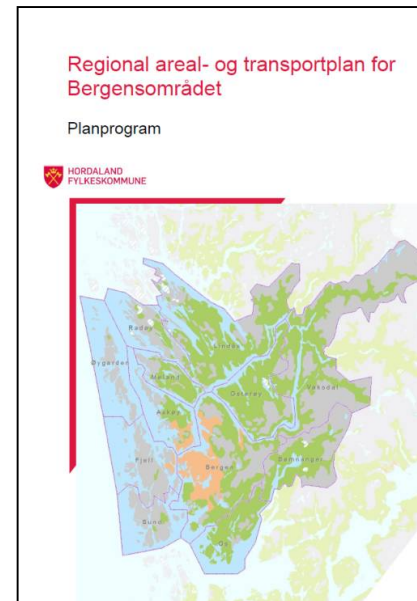 Regional areal- og transportplan for
Bergensområdet
Planprogram
HORDALAND
FYLKESKOMMUNE
Radøy
Lindås
Øygarden
Meland
Osterøy
Vaksdal
Askøy
Fjell
Bergen
Samnanger
Sund
Os